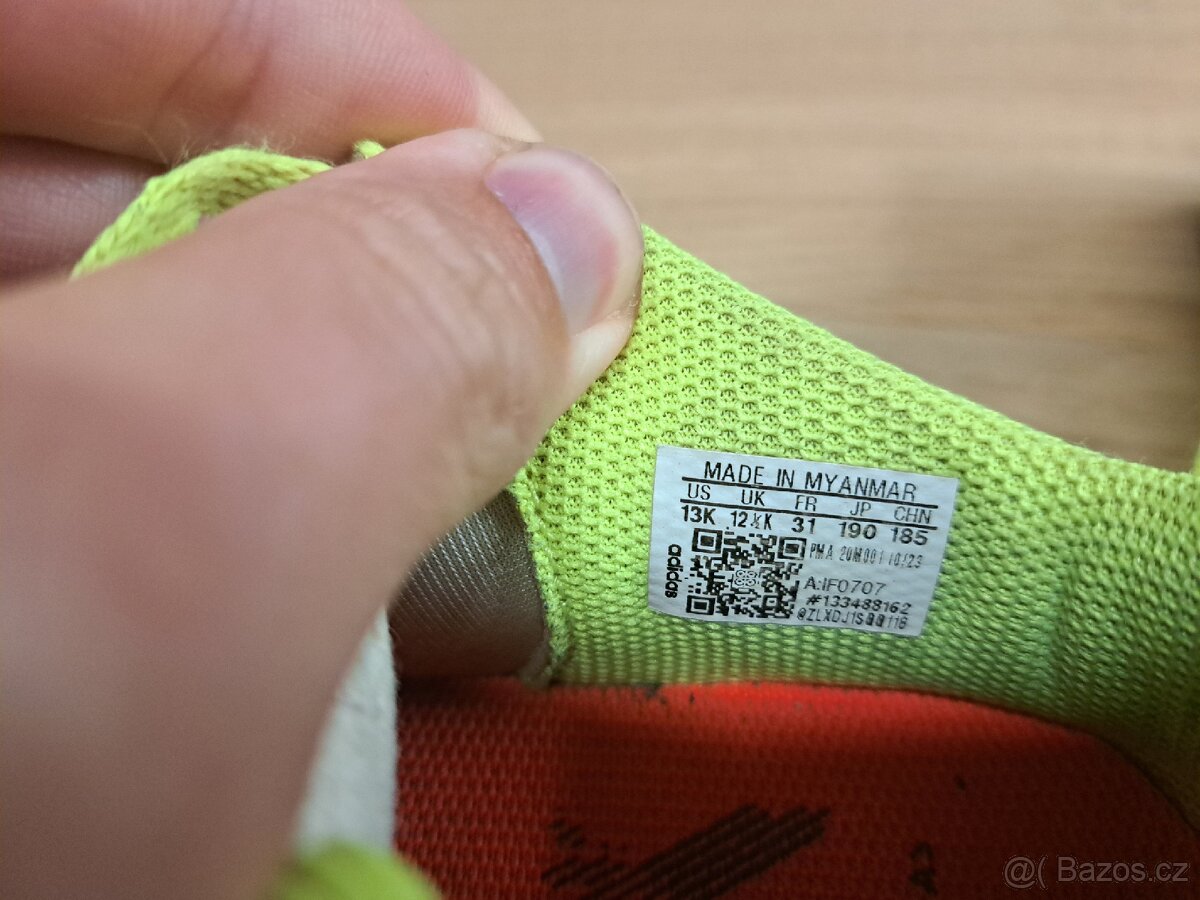 MADE IN MYANMAR
US UK FR JP CHN
13K 12½K 31 190 185
adidas
PMA 20M001 10/23
A:IF0707
#133488162
@( Bazos.cz